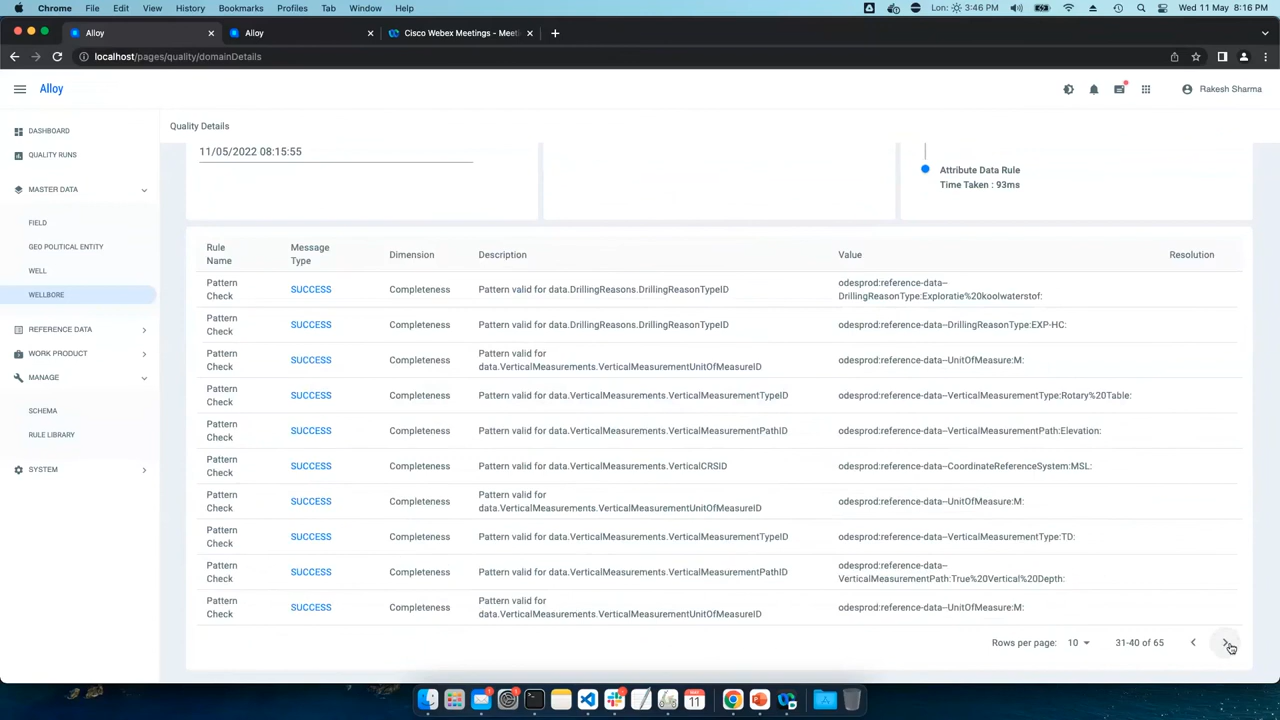 Chrome File Edit View History Bookmarks Profiles Tab Window Help Lon: 3:46 PM Wed 11 May 8:16 PM
Alloy Alloy Cisco Webex Meetings - Meeti
localhost/pages/quality/domainDetails
Alloy Rakesh Sharma
DASHBOARD
QUALITY RUNS
MASTER DATA
FIELD
GEO POLITICAL ENTITY
WELL
WELLBORE
REFERENCE DATA
WORK PRODUCT
MANAGE
SCHEMA
RULE LIBRARY
SYSTEM
Quality Details
11/05/2022 08:15:55
Attribute Data Rule
Time Taken : 93ms
Rule Name Message Type Dimension Description Value Resolution
Pattern Check SUCCESS Completeness Pattern valid for data.DrillingReasons.DrillingReasonTypeID odesprod:reference-data--DrillingReasonType:Exploratie%20koolwaterstof:
Pattern Check SUCCESS Completeness Pattern valid for data.DrillingReasons.DrillingReasonTypeID odesprod:reference-data--DrillingReasonType:EXP-HC:
Pattern Check SUCCESS Completeness Pattern valid for data.VerticalMeasurements.VerticalMeasurementUnitOfMeasureID odesprod:reference-data--UnitOfMeasure:M:
Pattern Check SUCCESS Completeness Pattern valid for data.VerticalMeasurements.VerticalMeasurementTypeID odesprod:reference-data--VerticalMeasurementType:Rotary%20Table:
Pattern Check SUCCESS Completeness Pattern valid for data.VerticalMeasurements.VerticalMeasurementPathID odesprod:reference-data--VerticalMeasurementPath:Elevation:
Pattern Check SUCCESS Completeness Pattern valid for data.VerticalMeasurements.VerticalCRSID odesprod:reference-data--CoordinateReferenceSystem:MSL:
Pattern Check SUCCESS Completeness Pattern valid for data.VerticalMeasurements.VerticalMeasurementUnitOfMeasureID odesprod:reference-data--UnitOfMeasure:M:
Pattern Check SUCCESS Completeness Pattern valid for data.VerticalMeasurements.VerticalMeasurementTypeID odesprod:reference-data--VerticalMeasurementType:TD:
Pattern Check SUCCESS Completeness Pattern valid for data.VerticalMeasurements.VerticalMeasurementPathID odesprod:reference-data--VerticalMeasurementPath:True%20Vertical%20Depth:
Pattern Check SUCCESS Completeness Pattern valid for data.VerticalMeasurements.VerticalMeasurementUnitOfMeasureID odesprod:reference-data--UnitOfMeasure:M:
Rows per page: 10 31-40 of 65